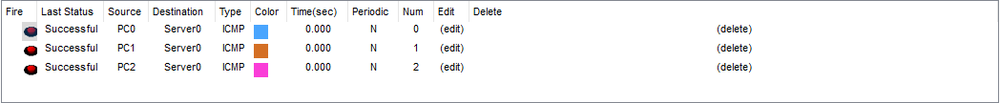 Fire Last Status Source Destination Type Color Time(sec) Periodic Num Edit Delete
Successful PC0 Server0 ICMP 0.000 N 0 (edit) (delete)
Successful PC1 Server0 ICMP 0.000 N 1 (edit) (delete)
Successful PC2 Server0 ICMP 0.000 N 2 (edit) (delete)